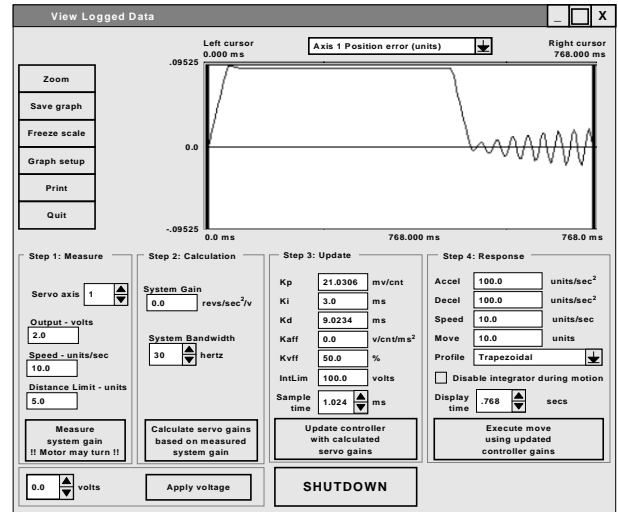 View Logged Data
_ X
Left cursor
0.000 ms
Axis 1 Position error (units)
Right cursor
768.000 ms
.09525
0.0
-.09525
0.0 ms
768.000 ms
768.0 ms
Zoom
Save graph
Freeze scale
Graph setup
Print
Quit
Step 1: Measure
Servo axis 1
Output - volts
2.0
Speed - units/sec
10.0
Distance Limit - units
5.0
Measure
system gain
!! Motor may turn !!
Step 2: Calculation
System Gain
0.0 revs/sec²/v
System Bandwidth
30 hertz
Calculate servo gains
based on measured
system gain
Step 3: Update
Kp 21.0306 mv/cnt
Ki 3.0 ms
Kd 9.0234 ms
Kaff 0.0 v/cnt/ms²
Kvff 50.0 %
IntLim 100.0 volts
Sample
time 1.024 ms
Update controller
with calculated
servo gains
Step 4: Response
Accel 100.0 units/sec²
Decel 100.0 units/sec²
Speed 10.0 units/sec
Move 10.0 units
Profile Trapezoidal
Disable integrator during motion
Display
time .768 secs
Execute move
using updated
controller gains
0.0 volts
Apply voltage
SHUTDOWN